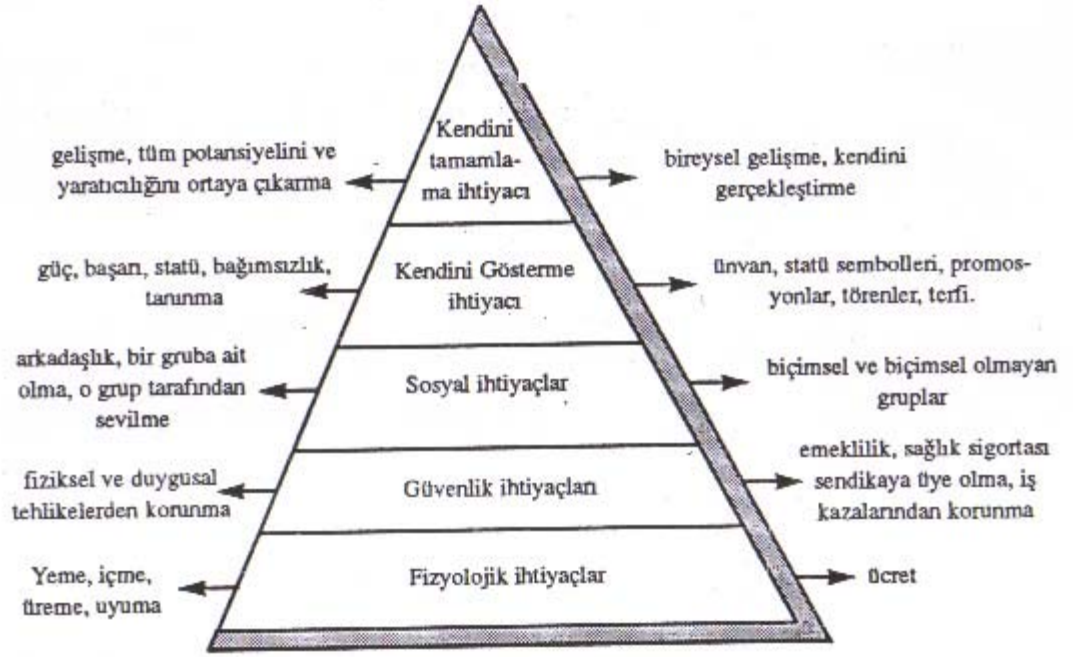 Kendini
tamamla-
ma ihtiyacı
gelişme, tüm potansiyelini ve
yaratıcılığını ortaya çıkarma
bireysel gelişme, kendini
gerçekleştirme
Kendini Gösterme
ihtiyacı
güç, başarı, statü, bağımsızlık,
tanınma
ünvan, statü sembolleri, promos-
yonlar, törenler, terfi.
Sosyal ihtiyaçlar
arkadaşlık, bir gruba ait
olma, o grup tarafından
sevilme
biçimsel ve biçimsel olmayan
gruplar
Güvenlik ihtiyaçları
fiziksel ve duygusal
tehlikelerden korunma
emeklilik, sağlık sigortası
sendikaya üye olma, iş
kazalarından korunma
Fizyolojik ihtiyaçlar
Yeme, içme,
üreme, uyuma
ücret